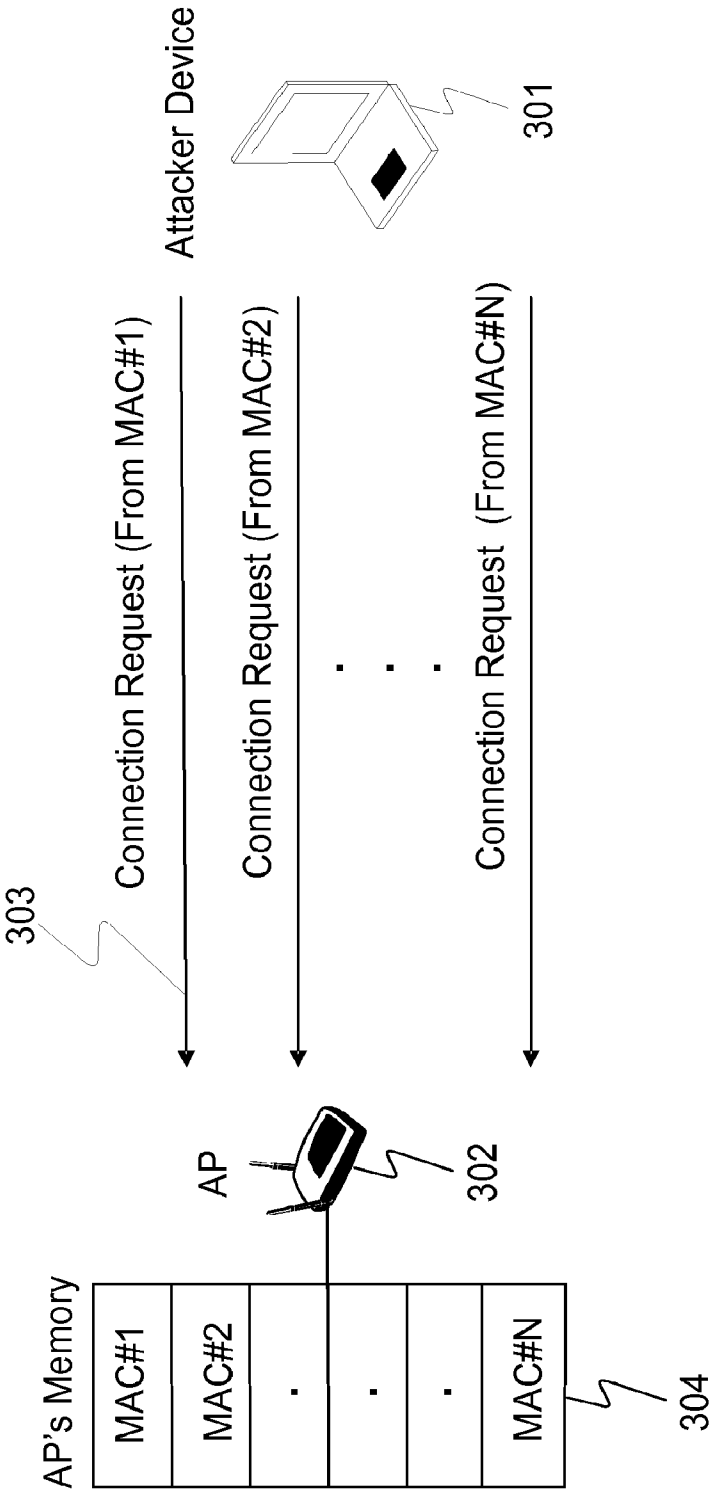 AP's Memory
MAC#1
MAC#2
.
.
.
MAC#N
304
AP
302
303
Connection Request (From MAC#1)
Connection Request (From MAC#2)
. . .
Connection Request (From MAC#N)
Attacker Device
301